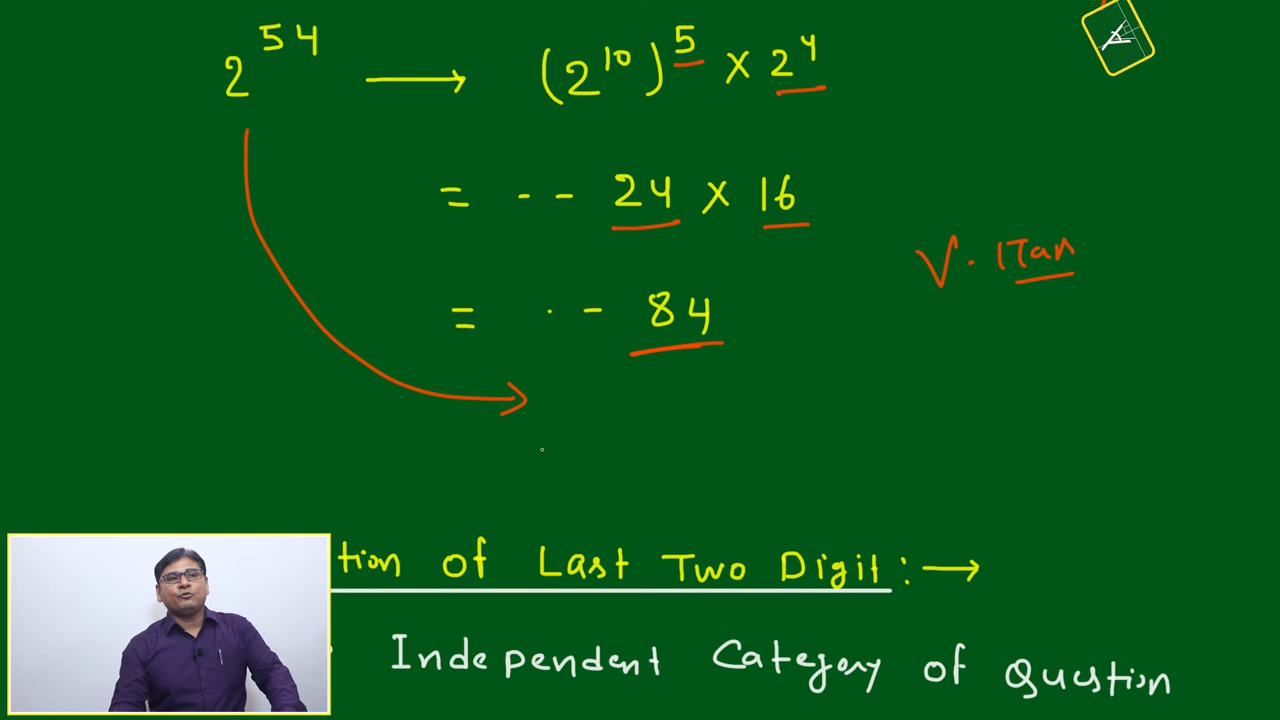 2^54 ⟶ (2^10)^5 × 2^4
= - - 24 × 16
√. 1Tan
= . - 84
tion of Last Two Digit : →
Independent Category of Question